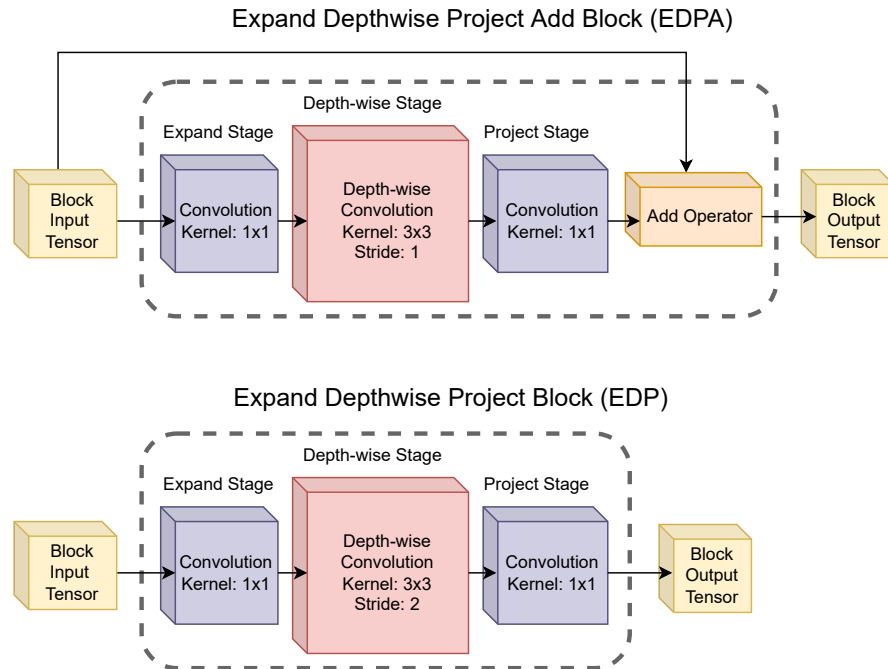 Expand Depthwise Project Add Block (EDPA)
Depth-wise Stage
Expand Stage
Project Stage
Block
Input
Tensor
Convolution
Kernel: 1x1
Depth-wise
Convolution
Kernel: 3x3
Stride: 1
Convolution
Kernel: 1x1
Add Operator
Block
Output
Tensor
Expand Depthwise Project Block (EDP)
Depth-wise Stage
Expand Stage
Project Stage
Block
Input
Tensor
Convolution
Kernel: 1x1
Depth-wise
Convolution
Kernel: 3x3
Stride: 2
Convolution
Kernel: 1x1
Block
Output
Tensor